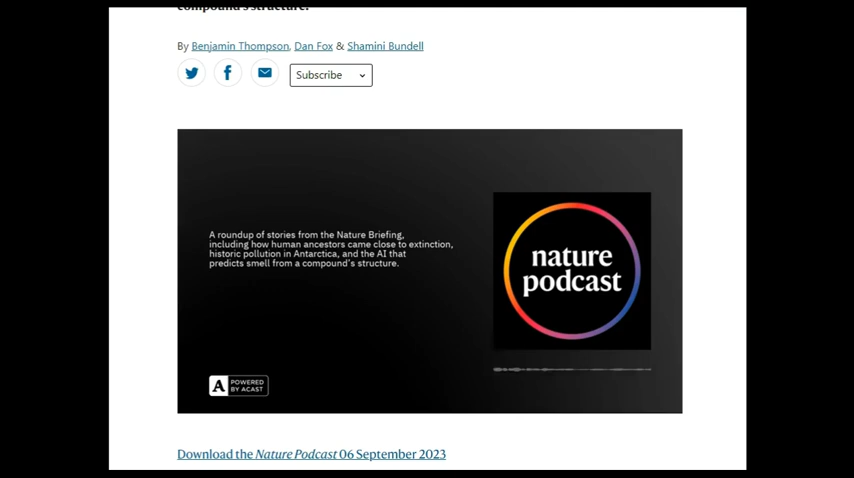 compound's structure.
By Benjamin Thompson, Dan Fox & Shamini Bundell
Subscribe
A roundup of stories from the Nature Briefing,
including how human ancestors came close to extinction,
historic pollution in Antarctica, and the AI that
predicts smell from a compound's structure.
nature
podcast
A POWERED
BY ACAST
Download the Nature Podcast 06 September 2023